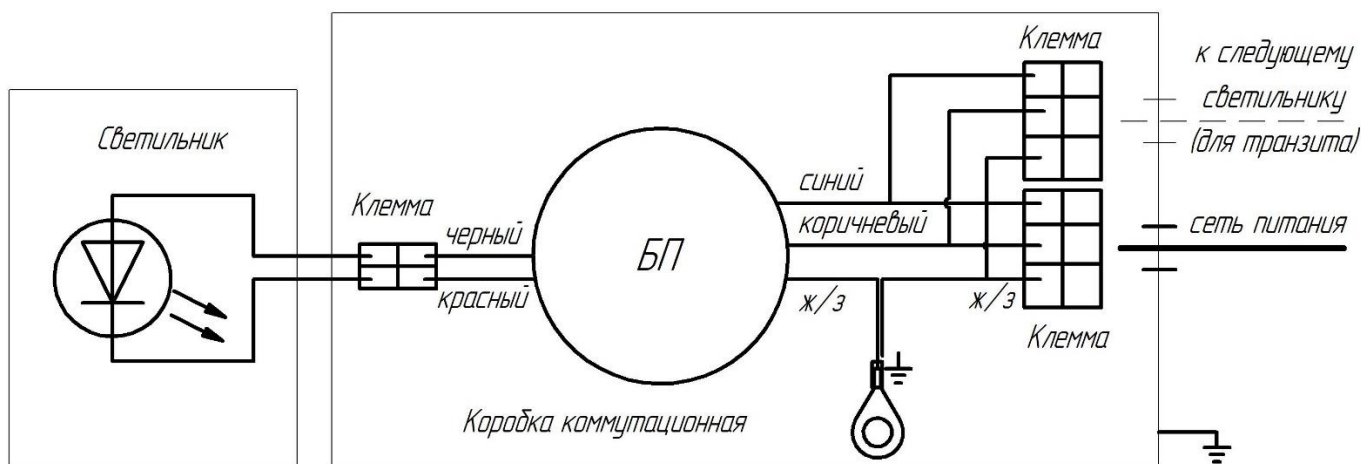 Светильник
Клемма
черный
красный
БП
Коробка коммутационная
синий
коричневый
ж/з
ж/з
Клемма
Клемма
к следующему
светильнику
(для транзита)
сеть питания